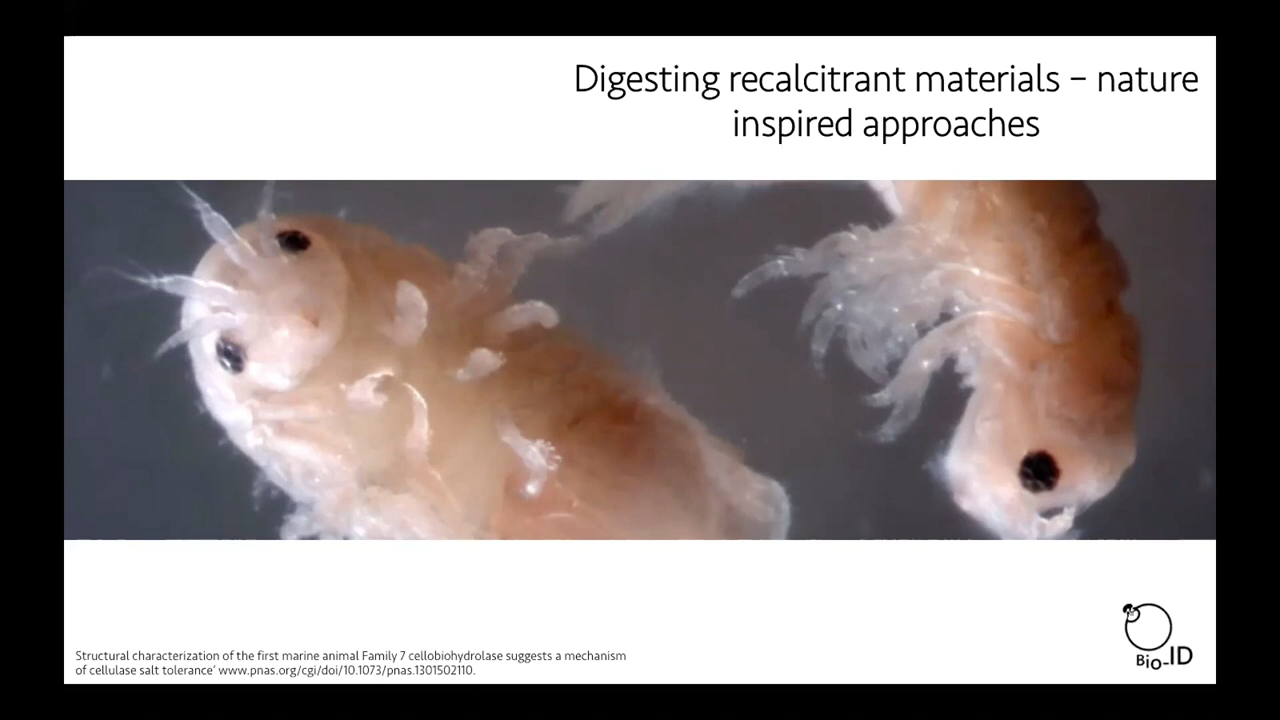 Digesting recalcitrant materials – nature
inspired approaches
Structural characterization of the first marine animal Family 7 cellobiohydrolase suggests a mechanism
of cellulase salt tolerance' www.pnas.org/cgi/doi/10.1073/pnas.1301502110.
Bio-ID